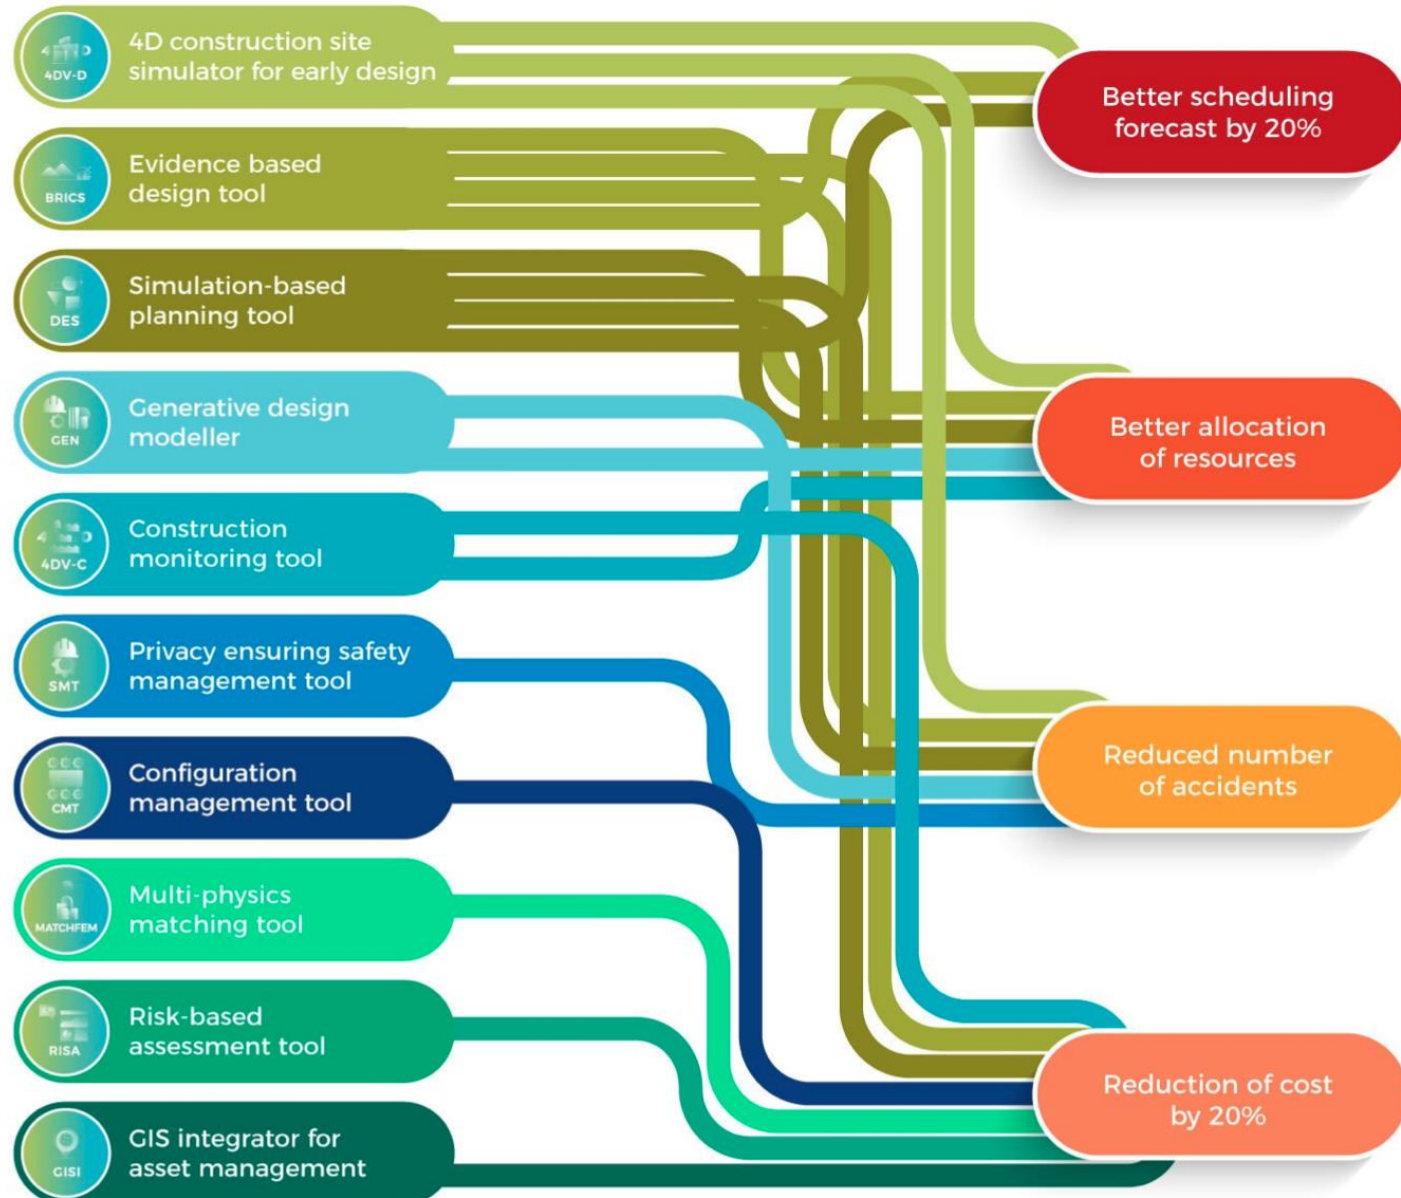 4DV-D
4D construction site
simulator for early design
BRICS
Evidence based
design tool
DES
Simulation-based
planning tool
GEN
Generative design
modeller
4DV-C
Construction
monitoring tool
SMT
Privacy ensuring safety
management tool
CMT
Configuration
management tool
MATCHFEM
Multi-physics
matching tool
RISA
Risk-based
assessment tool
GISI
GIS integrator for
asset management
Better scheduling
forecast by 20%
Better allocation
of resources
Reduced number
of accidents
Reduction of cost
by 20%